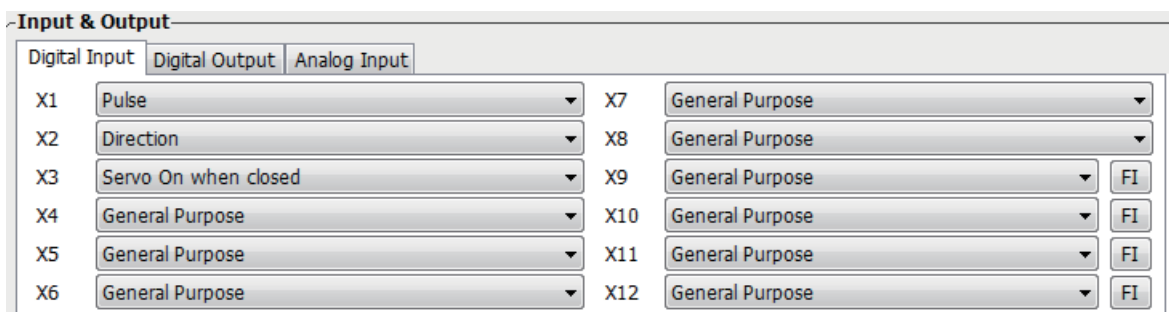 Input & Output
Digital Input Digital Output Analog Input
X1 Pulse X7 General Purpose
X2 Direction X8 General Purpose
X3 Servo On when closed X9 General Purpose FI
X4 General Purpose X10 General Purpose FI
X5 General Purpose X11 General Purpose FI
X6 General Purpose X12 General Purpose FI